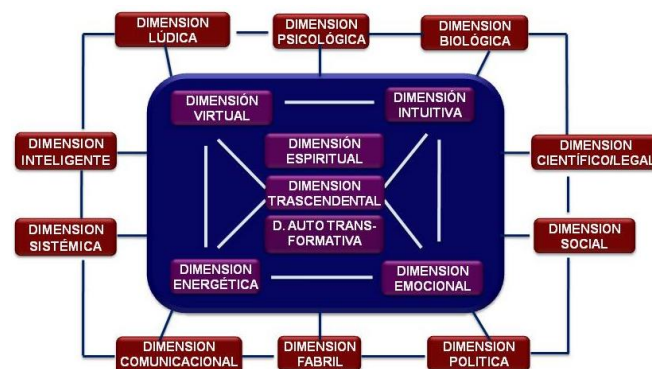 DIMENSION
LÚDICA
DIMENSION
PSICOLÓGICA
DIMENSION
BIOLÓGICA
DIMENSIÓN
VIRTUAL
DIMENSIÓN
INTUITIVA
DIMENSION
INTELIGENTE
DIMENSIÓN
ESPIRITUAL
DIMENSION
CIENTÍFICO/LEGAL
DIMENSION
TRASCENDENTAL
DIMENSION
SISTÉMICA
D. AUTO TRANS-
FORMATIVA
DIMENSION
SOCIAL
DIMENSION
ENERGÉTICA
DIMENSION
EMOCIONAL
DIMENSION
COMUNICACIONAL
DIMENSION
FABRIL
DIMENSION
POLITICA